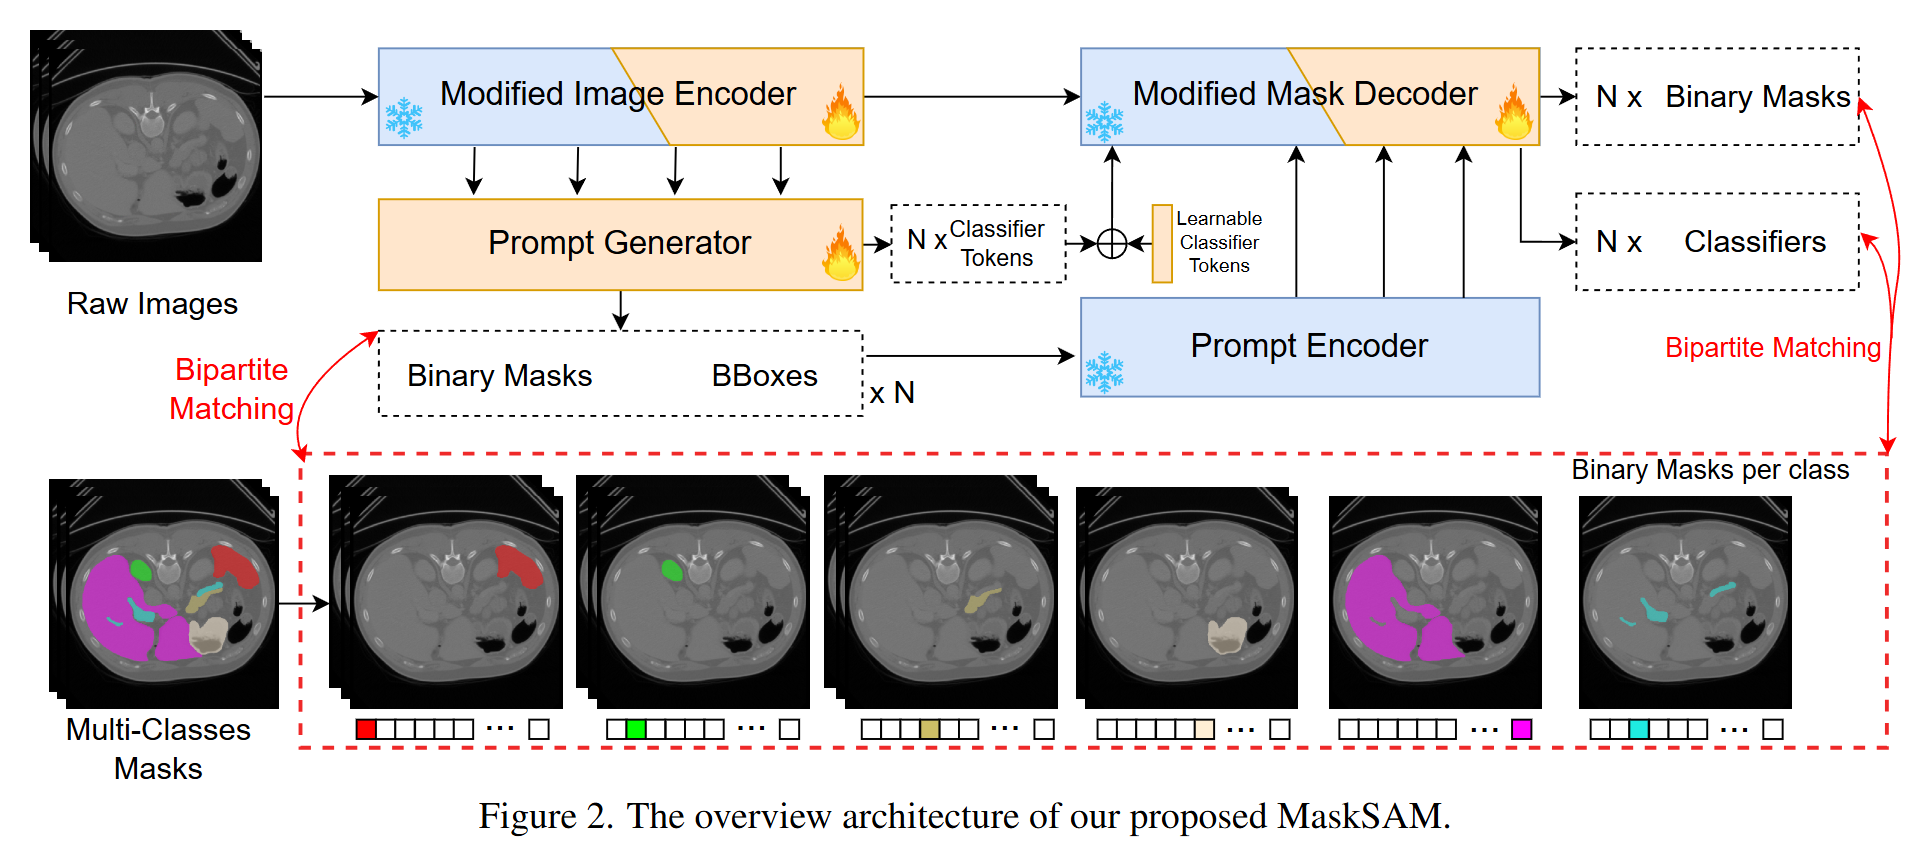 Modified Image Encoder
Modified Mask Decoder
N x Binary Masks
Prompt Generator
N x Classifier
Tokens
Learnable
Classifier
Tokens
N x Classifiers
Raw Images
Prompt Encoder
Bipartite Matching
Bipartite
Matching
Binary Masks BBoxes
x N
Binary Masks per class
Multi-Classes
Masks
... ... ... ... ... ...
Figure 2. The overview architecture of our proposed MaskSAM.